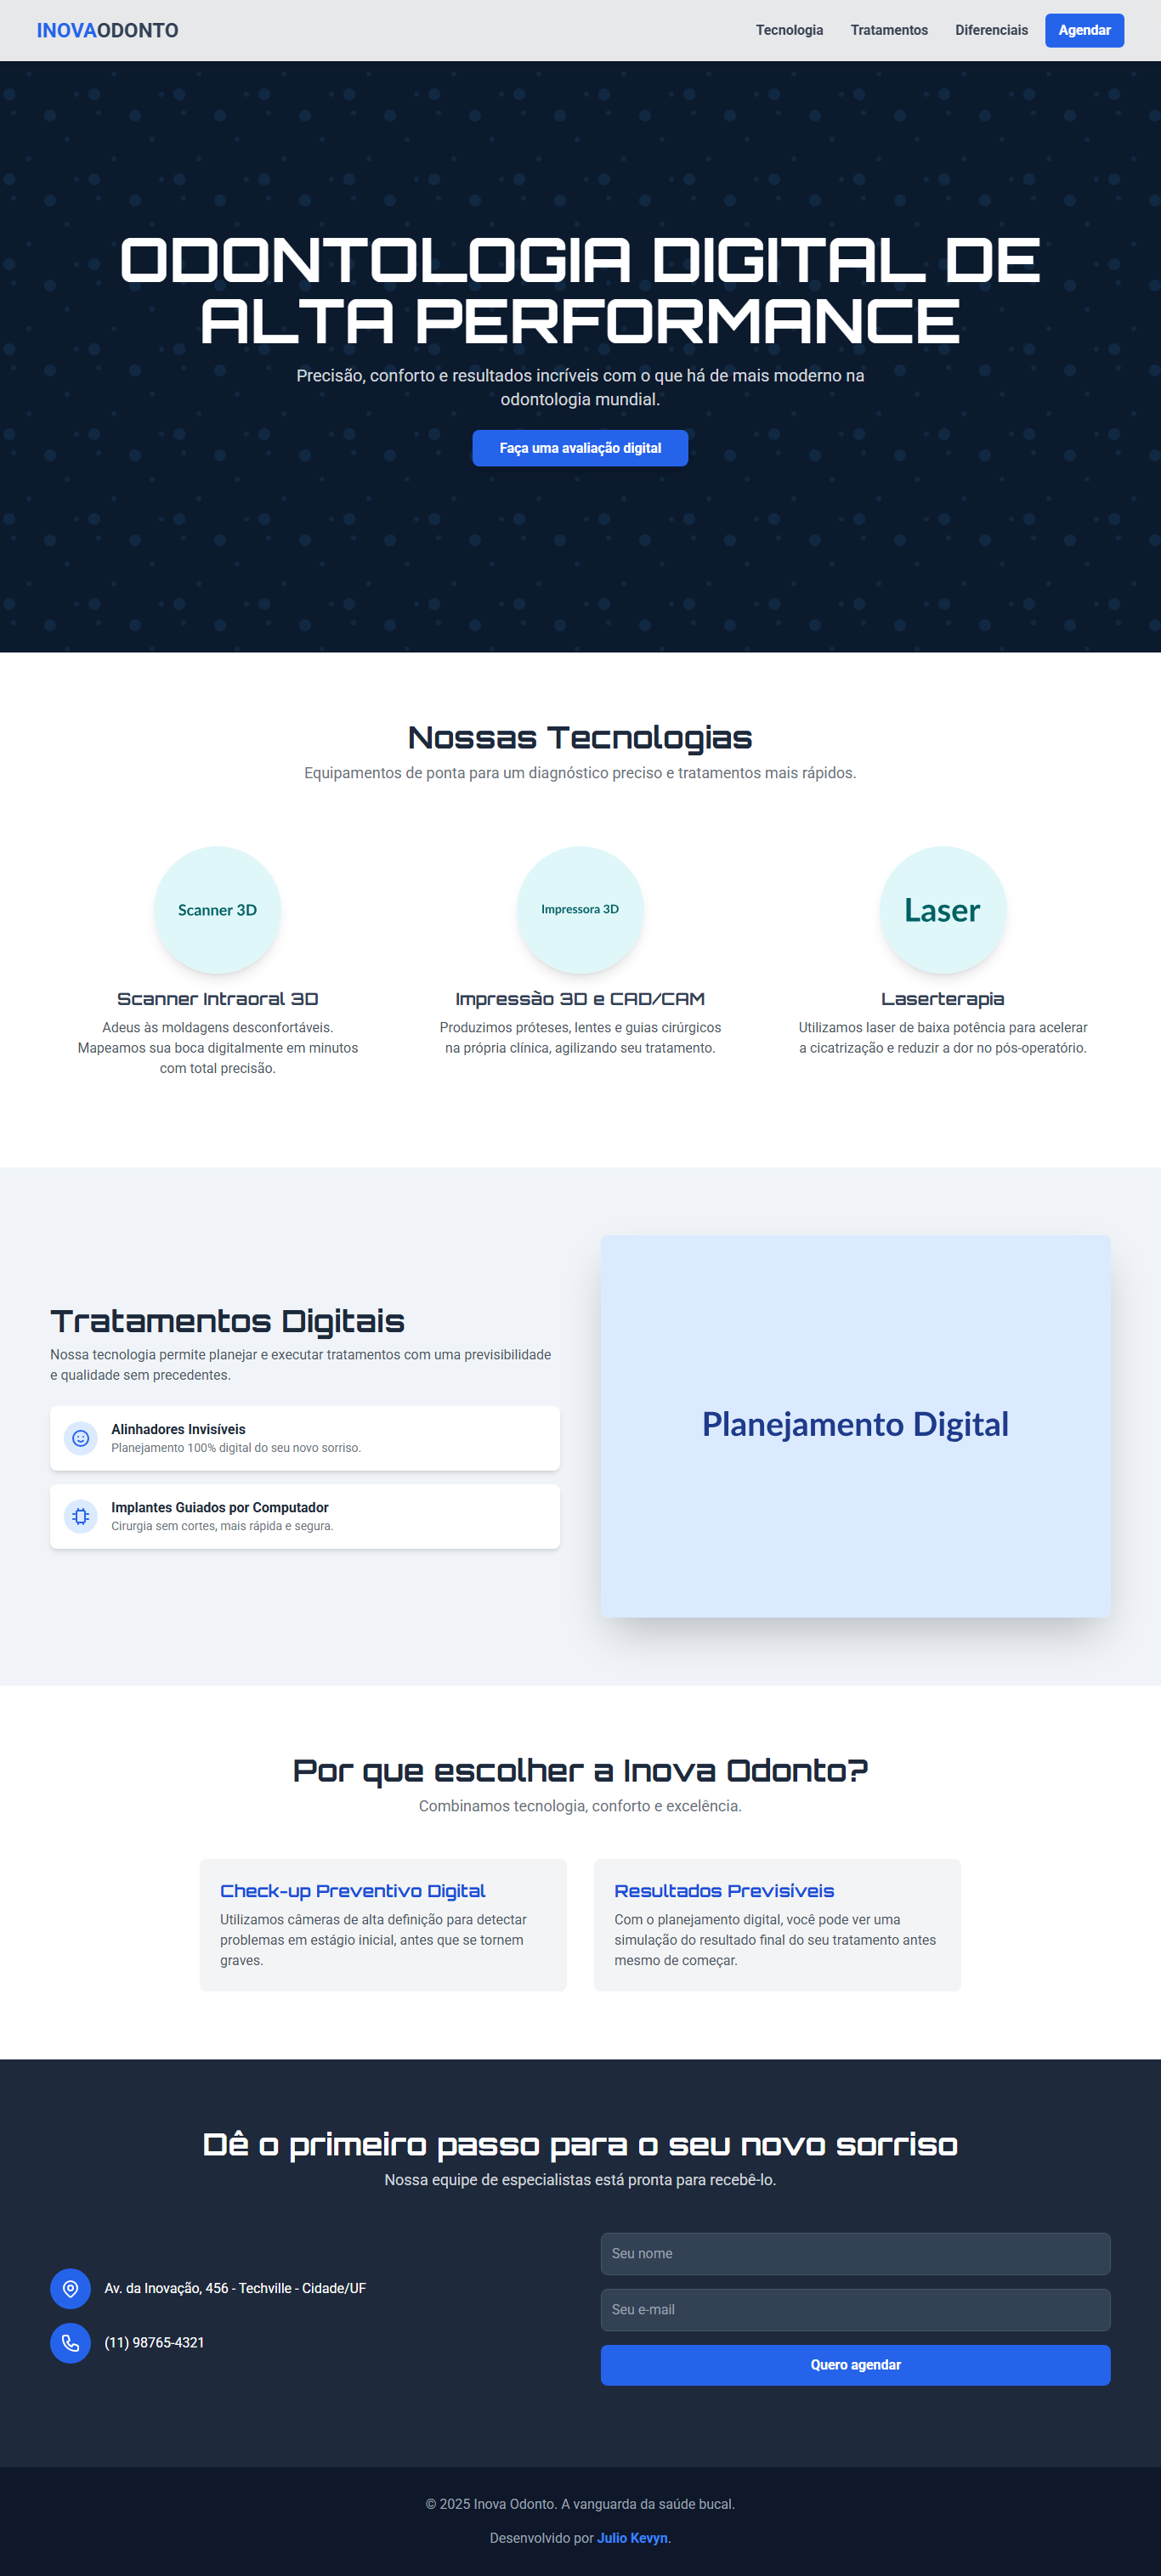 INOVAODONTO
Tecnologia
Tratamentos
Diferenciais
Agendar
ODONTOLOGIA DIGITAL DE
ALTA PERFORMANCE
Precisão, conforto e resultados incríveis com o que há de mais moderno na
odontologia mundial.
Faça uma avaliação digital
Nossas Tecnologias
Equipamentos de ponta para um diagnóstico preciso e tratamentos mais rápidos.
Scanner 3D
Scanner Intraoral 3D
Adeus às moldagens desconfortáveis.
Mapeamos sua boca digitalmente em minutos
com total precisão.
Impressora 3D
Impressão 3D e CAD/CAM
Produzimos próteses, lentes e guias cirúrgicos
na própria clínica, agilizando seu tratamento.
Laser
Laserterapia
Utilizamos laser de baixa potência para acelerar
a cicatrização e reduzir a dor no pós-operatório.
Tratamentos Digitais
Nossa tecnologia permite planejar e executar tratamentos com uma previsibilidade
e qualidade sem precedentes.
Alinhadores Invisíveis
Planejamento 100% digital do seu novo sorriso.
Implantes Guiados por Computador
Cirurgia sem cortes, mais rápida e segura.
Planejamento Digital
Por que escolher a Inova Odonto?
Combinamos tecnologia, conforto e excelência.
Check-up Preventivo Digital
Utilizamos câmeras de alta definição para detectar
problemas em estágio inicial, antes que se tornem
graves.
Resultados Previsíveis
Com o planejamento digital, você pode ver uma
simulação do resultado final do seu tratamento antes
mesmo de começar.
Dê o primeiro passo para o seu novo sorriso
Nossa equipe de especialistas está pronta para recebê-lo.
Av. da Inovação, 456 - Techville - Cidade/UF
(11) 98765-4321
Seu nome
Seu e-mail
Quero agendar
© 2025 Inova Odonto. A vanguarda da saúde bucal.
Desenvolvido por Julio Kevyn.